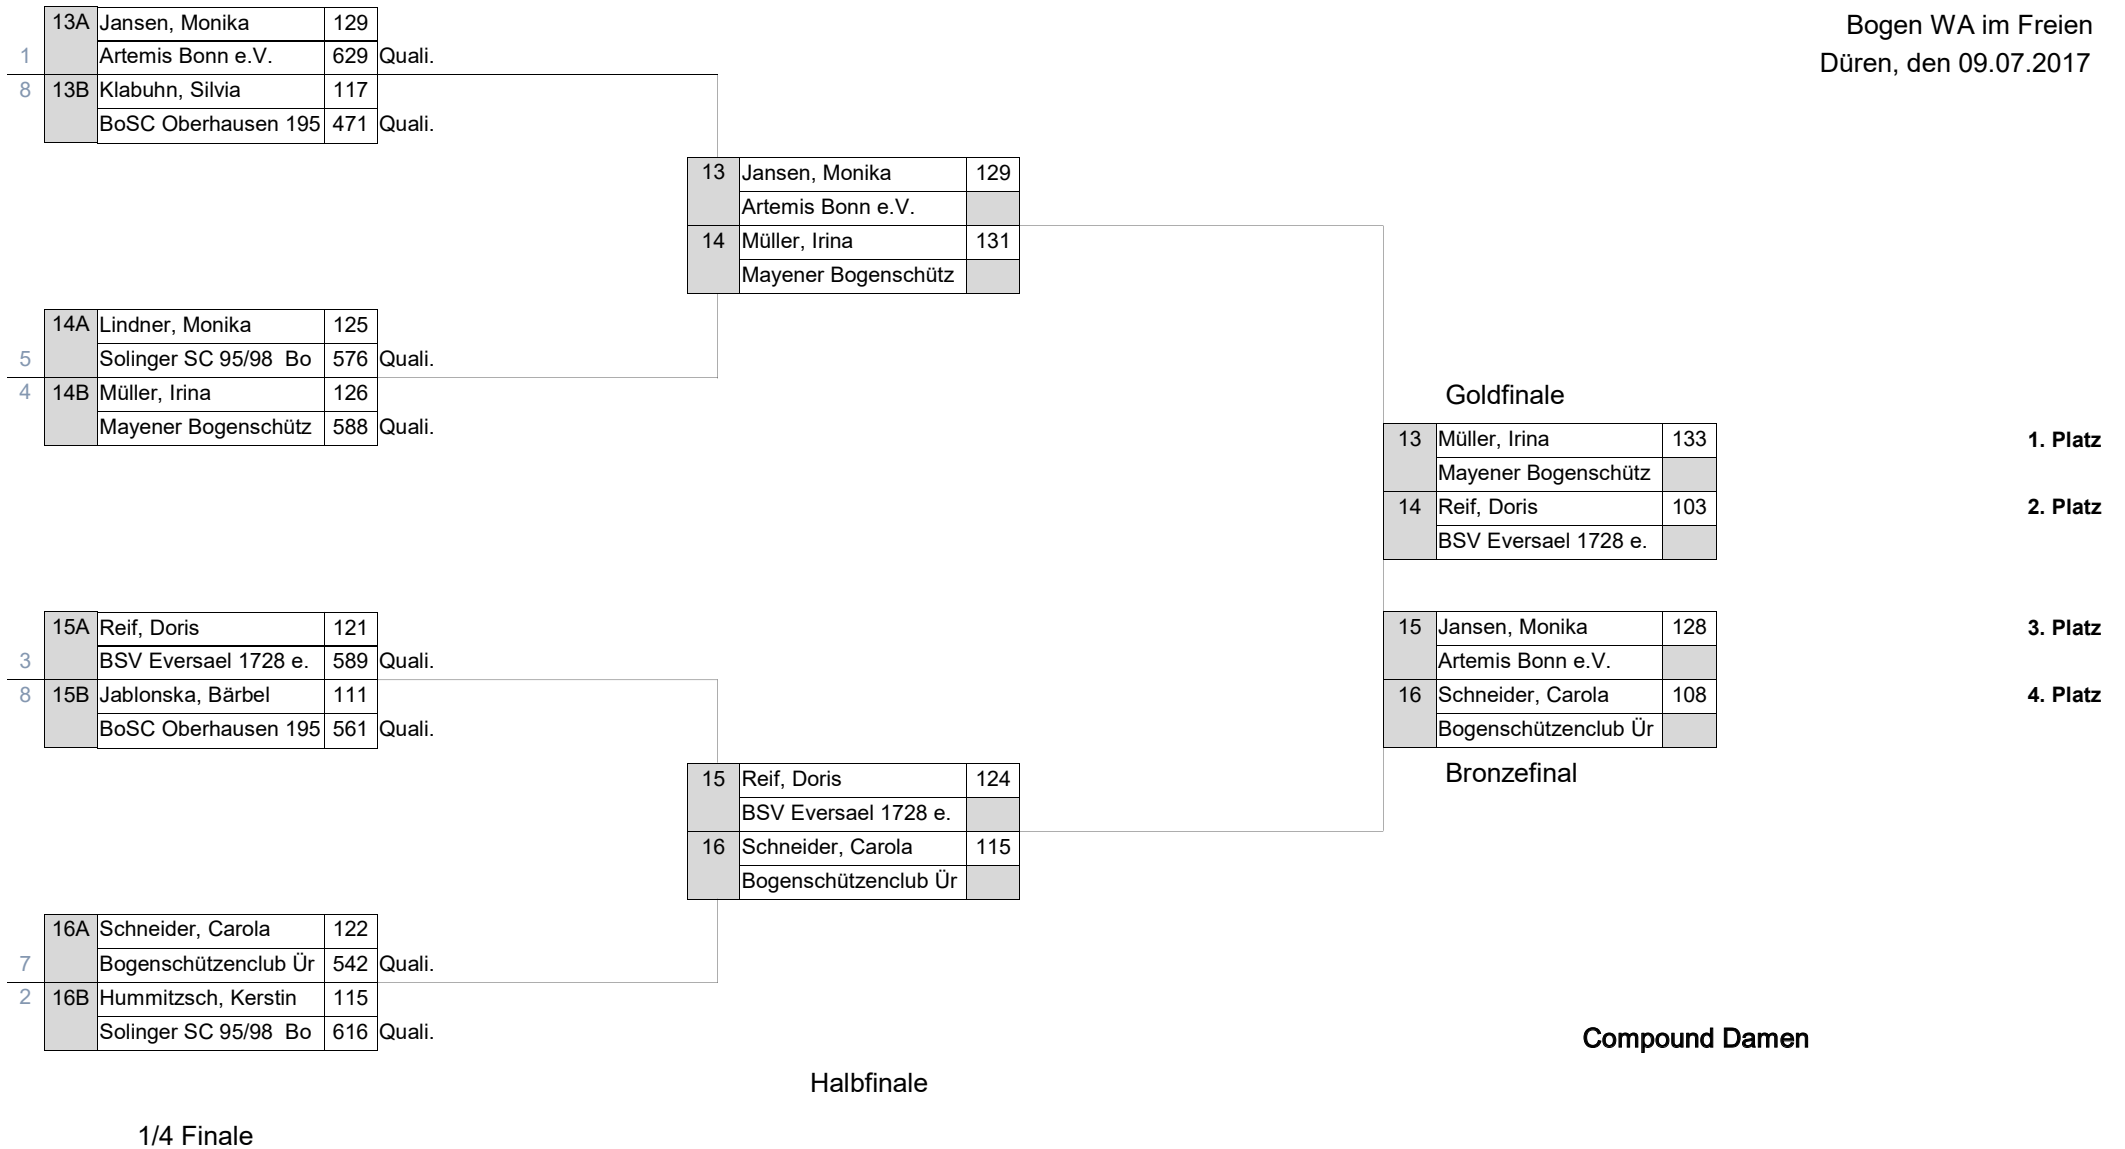 Bogen WA im Freien
Düren, den 09.07.2017
13A Jansen, Monika 129
1 Artemis Bonn e.V. 629 Quali.
8 13B Klabuhn, Silvia 117
BoSC Oberhausen 195 471 Quali.
13 Jansen, Monika 129
Artemis Bonn e.V.
14 Müller, Irina 131
Mayener Bogenschütz
14A Lindner, Monika 125
5 Solinger SC 95/98  Bo 576 Quali.
4 14B Müller, Irina 126
Mayener Bogenschütz 588 Quali.
Goldfinale
13 Müller, Irina 133 1. Platz
Mayener Bogenschütz
14 Reif, Doris 103 2. Platz
BSV Eversael 1728 e.
15A Reif, Doris 121
3 BSV Eversael 1728 e. 589 Quali.
8 15B Jablonska, Bärbel 111
BoSC Oberhausen 195 561 Quali.
15 Jansen, Monika 128 3. Platz
Artemis Bonn e.V.
16 Schneider, Carola 108 4. Platz
Bogenschützenclub Ür
Bronzefinal
15 Reif, Doris 124
BSV Eversael 1728 e.
16 Schneider, Carola 115
Bogenschützenclub Ür
16A Schneider, Carola 122
7 Bogenschützenclub Ür 542 Quali.
2 16B Hummitzsch, Kerstin 115
Solinger SC 95/98  Bo 616 Quali.
Compound Damen
Halbfinale
1/4 Finale